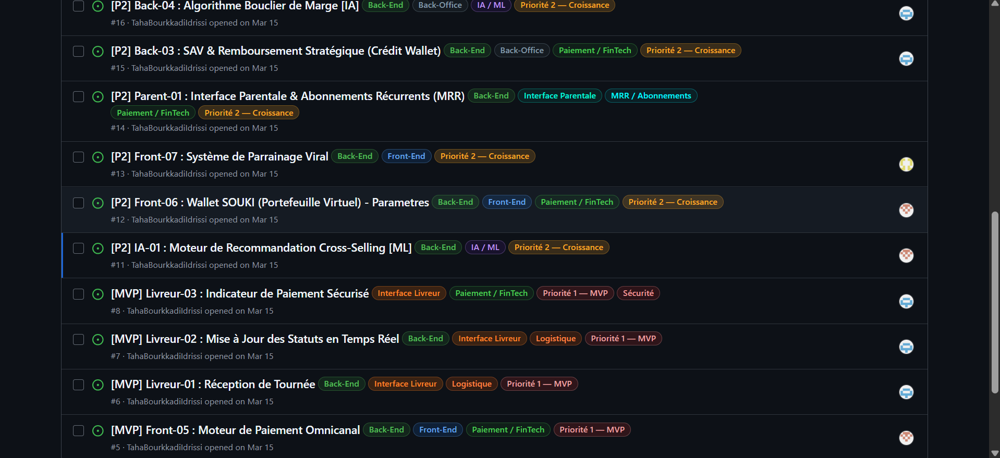 [P2] Back-04 : Algorithme Bouclier de Marge [IA] Back-End Back-Office IA / ML Priorité 2 — Croissance
#16 · TahaBourkkadiIdrissi opened on Mar 15
[P2] Back-03 : SAV & Remboursement Stratégique (Crédit Wallet) Back-End Back-Office Paiement / FinTech Priorité 2 — Croissance
#15 · TahaBourkkadiIdrissi opened on Mar 15
[P2] Parent-01 : Interface Parentale & Abonnements Récurrents (MRR) Back-End Interface Parentale MRR / Abonnements
Paiement / FinTech Priorité 2 — Croissance
#14 · TahaBourkkadiIdrissi opened on Mar 15
[P2] Front-07 : Système de Parrainage Viral Back-End Front-End Priorité 2 — Croissance
#13 · TahaBourkkadiIdrissi opened on Mar 15
[P2] Front-06 : Wallet SOUKI (Portefeuille Virtuel) - Parametres Back-End Front-End Paiement / FinTech Priorité 2 — Croissance
#12 · TahaBourkkadiIdrissi opened on Mar 15
[P2] IA-01 : Moteur de Recommandation Cross-Selling [ML] Back-End IA / ML Priorité 2 — Croissance
#11 · TahaBourkkadiIdrissi opened on Mar 15
[MVP] Livreur-03 : Indicateur de Paiement Sécurisé Interface Livreur Paiement / FinTech Priorité 1 — MVP Sécurité
#8 · TahaBourkkadiIdrissi opened on Mar 15
[MVP] Livreur-02 : Mise à Jour des Statuts en Temps Réel Back-End Interface Livreur Logistique Priorité 1 — MVP
#7 · TahaBourkkadiIdrissi opened on Mar 15
[MVP] Livreur-01 : Réception de Tournée Back-End Interface Livreur Logistique Priorité 1 — MVP
#6 · TahaBourkkadiIdrissi opened on Mar 15
[MVP] Front-05 : Moteur de Paiement Omnicanal Back-End Front-End Paiement / FinTech Priorité 1 — MVP
#5 · TahaBourkkadiIdrissi opened on Mar 15